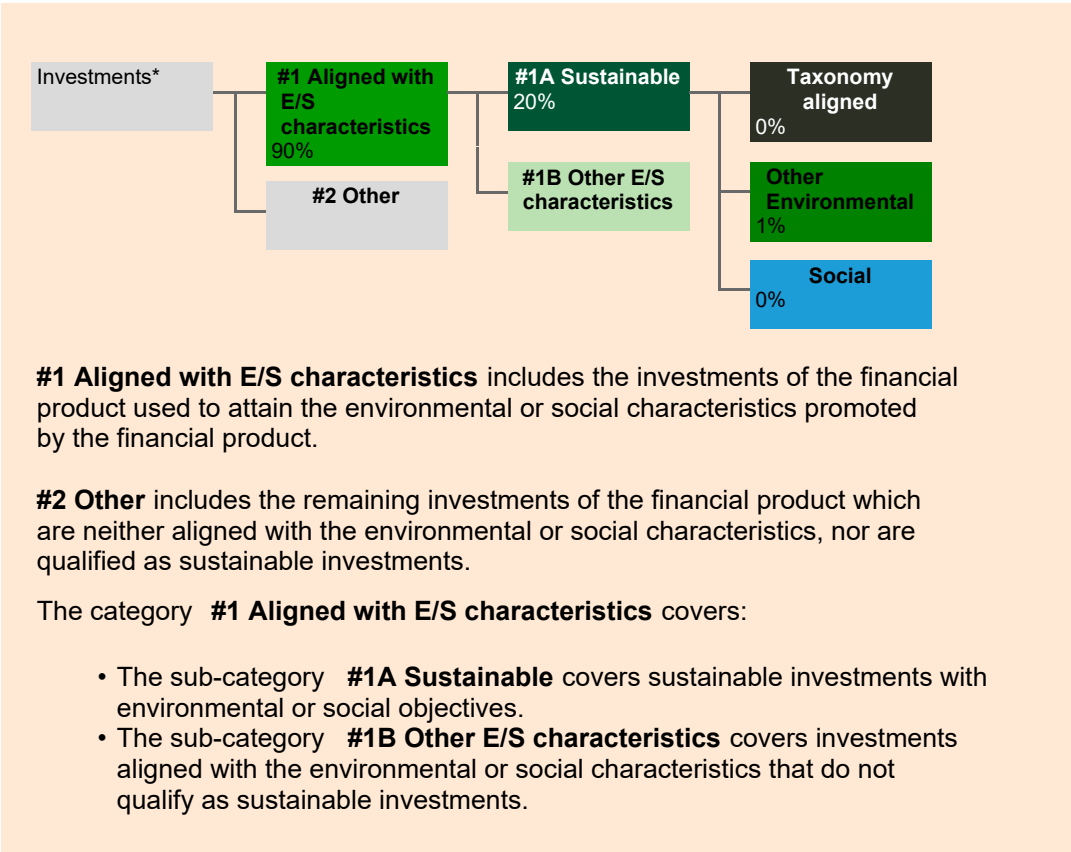 Investments*
#1 Aligned with
E/S
characteristics
90%
#2 Other
#1A Sustainable
20%
#1B Other E/S
characteristics
Taxonomy
aligned
0%
Other
Environmental
1%
Social
0%
#1 Aligned with E/S characteristics includes the investments of the financial
product used to attain the environmental or social characteristics promoted
by the financial product.
#2 Other includes the remaining investments of the financial product which
are neither aligned with the environmental or social characteristics, nor are
qualified as sustainable investments.
The category #1 Aligned with E/S characteristics covers:
• The sub-category #1A Sustainable covers sustainable investments with
environmental or social objectives.
• The sub-category #1B Other E/S characteristics covers investments
aligned with the environmental or social characteristics that do not
qualify as sustainable investments.